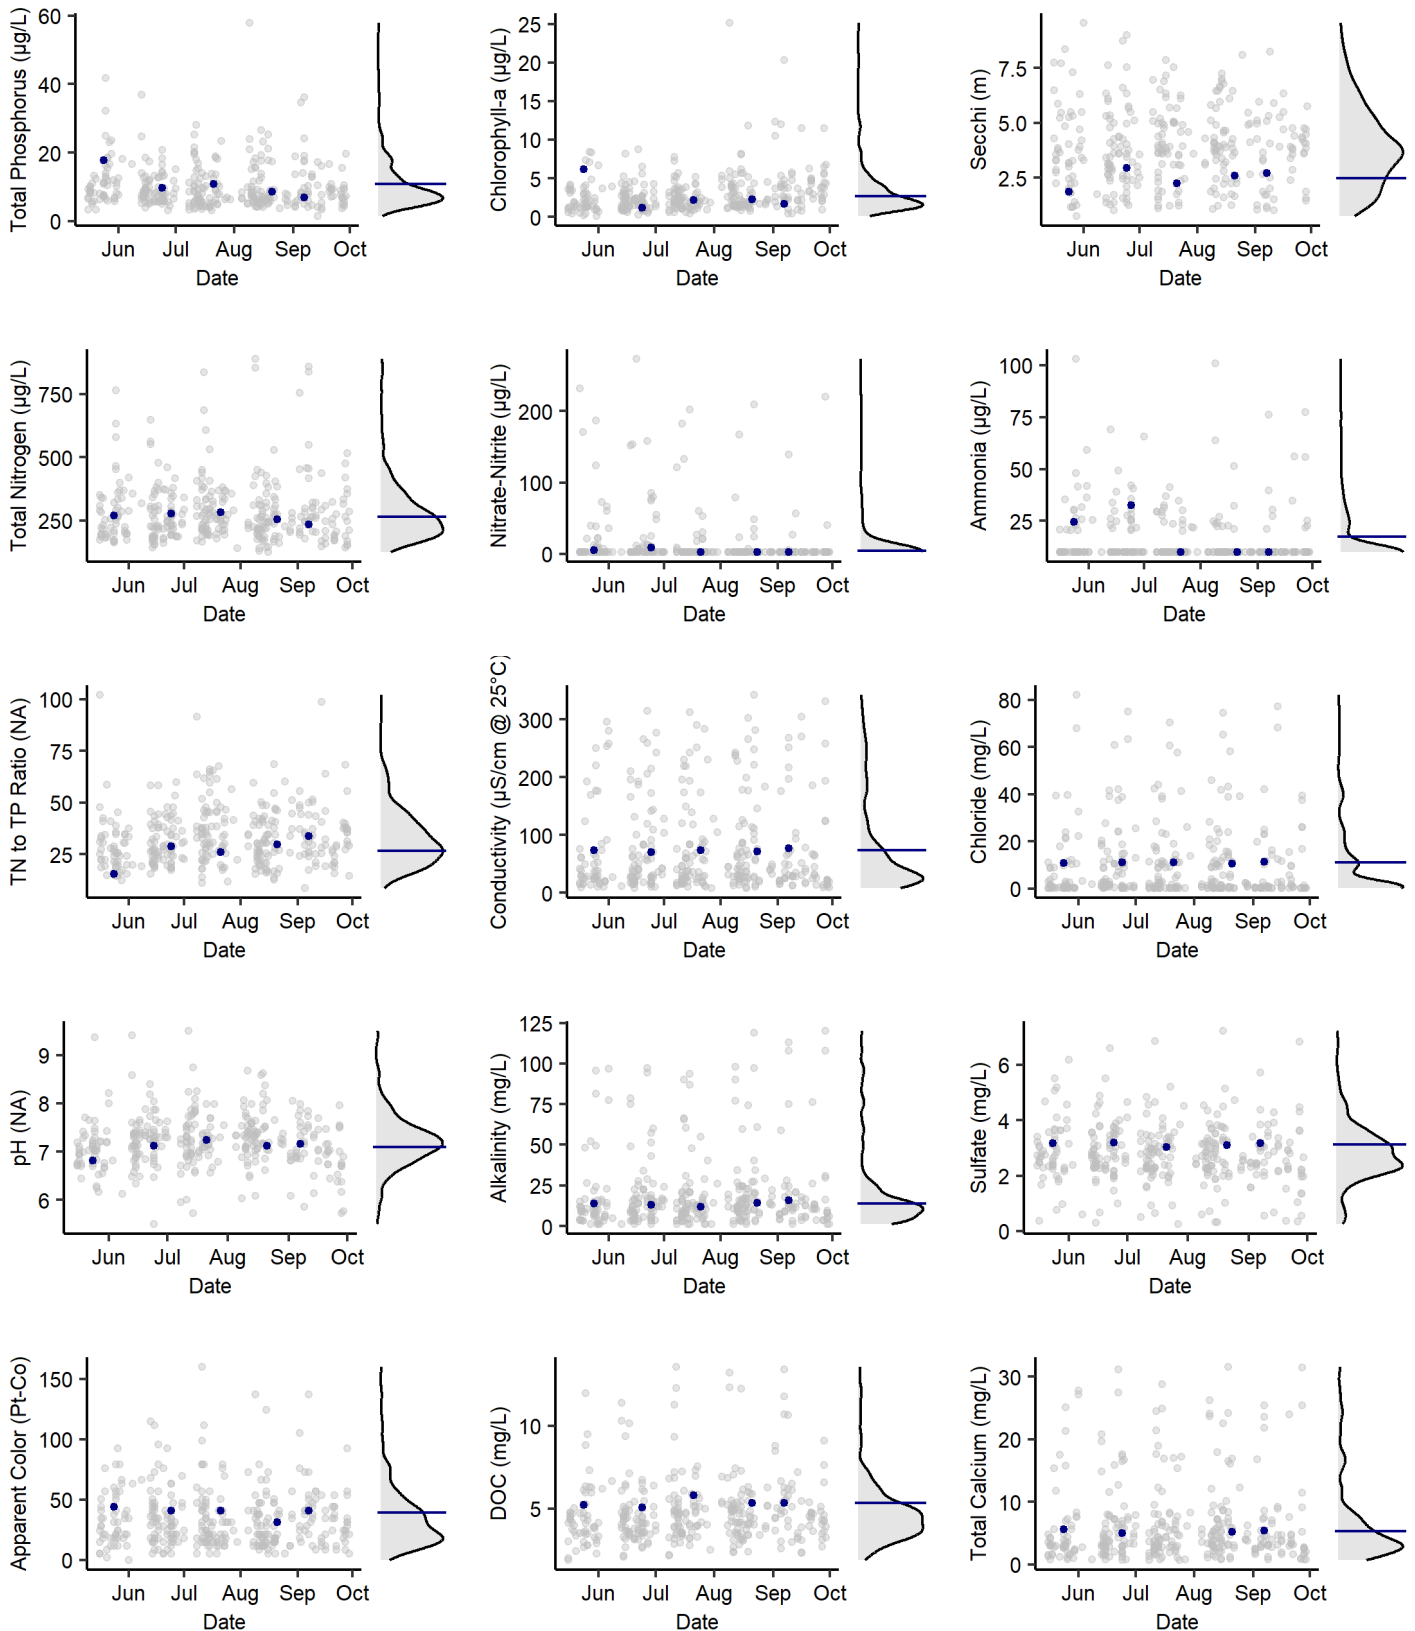 Total Phosphorus (µg/L)
60
40
20
0
Jun Jul Aug Sep Oct
Date
Chlorophyll-a (µg/L)
25
20
15
10
5
0
Jun Jul Aug Sep Oct
Date
Secchi (m)
7.5
5.0
2.5
Jun Jul Aug Sep Oct
Date
Total Nitrogen (µg/L)
750
500
250
Jun Jul Aug Sep Oct
Date
Nitrate-Nitrite (µg/L)
200
100
0
Jun Jul Aug Sep Oct
Date
Ammonia (µg/L)
100
75
50
25
Jun Jul Aug Sep Oct
Date
TN to TP Ratio (NA)
100
75
50
25
Jun Jul Aug Sep Oct
Date
Conductivity (µS/cm @ 25°C)
300
200
100
0
Jun Jul Aug Sep Oct
Date
Chloride (mg/L)
80
60
40
20
0
Jun Jul Aug Sep Oct
Date
pH (NA)
9
8
7
6
Jun Jul Aug Sep Oct
Date
Alkalinity (mg/L)
125
100
75
50
25
0
Jun Jul Aug Sep Oct
Date
Sulfate (mg/L)
6
4
2
0
Jun Jul Aug Sep Oct
Date
Apparent Color (Pt-Co)
150
100
50
0
Jun Jul Aug Sep Oct
Date
DOC (mg/L)
10
5
Jun Jul Aug Sep Oct
Date
Total Calcium (mg/L)
30
20
10
0
Jun Jul Aug Sep Oct
Date